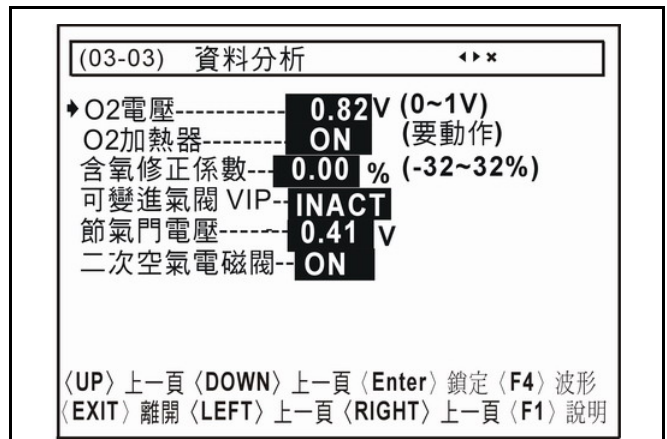 (03-03) 資料分析 ◂▸✖
➧O2電壓----------- 0.82V (0~1V)
O2加熱器--------- ON (要動作)
含氧修正係數--- 0.00 % (-32~32%)
可變進氣閥 VIP-- INACT
節氣門電壓------- 0.41 V
二次空氣電磁閥-- ON
〈UP〉上一頁〈DOWN〉上一頁〈Enter〉鎖定〈F4〉波形
〈EXIT〉離開〈LEFT〉上一頁〈RIGHT〉上一頁〈F1〉說明